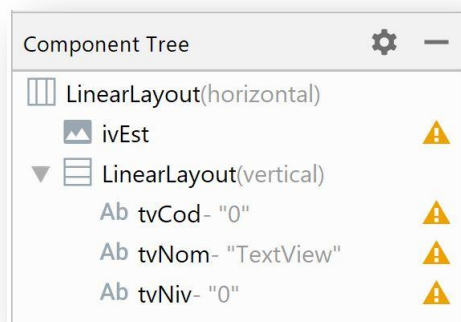 Component Tree
LinearLayout(horizontal)
ivEst
LinearLayout(vertical)
Ab tvCod- "0"
Ab tvNom- "TextView"
Ab tvNiv- "0"